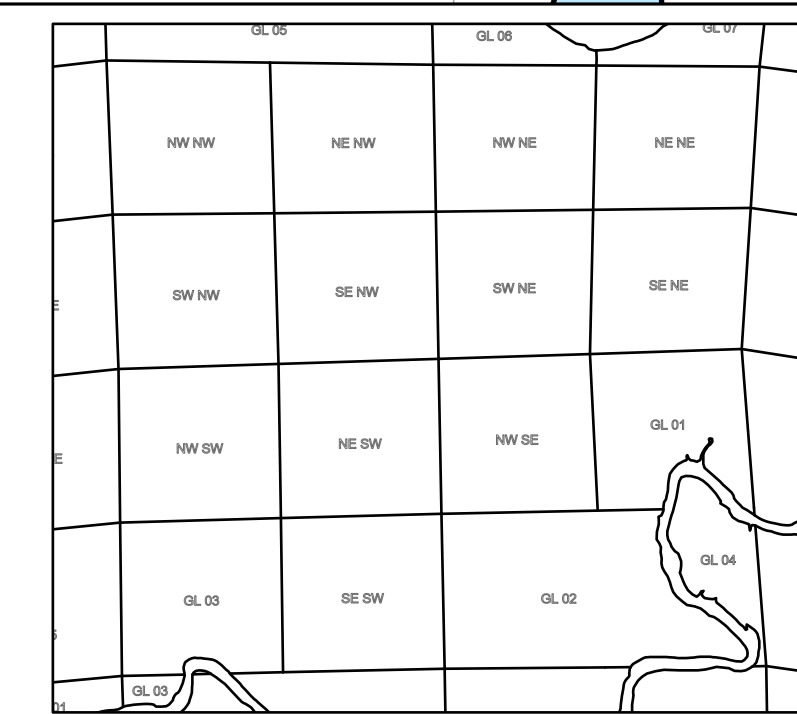 GL 05
GL 06
GL 07
NW NW
NE NW
NW NE
NE NE
SW NW
SE NW
SW NE
SE NE
E
NW SW
NE SW
NW SE
GL 01
E
GL 03
SE SW
GL 02
GL 04
GL 03
01